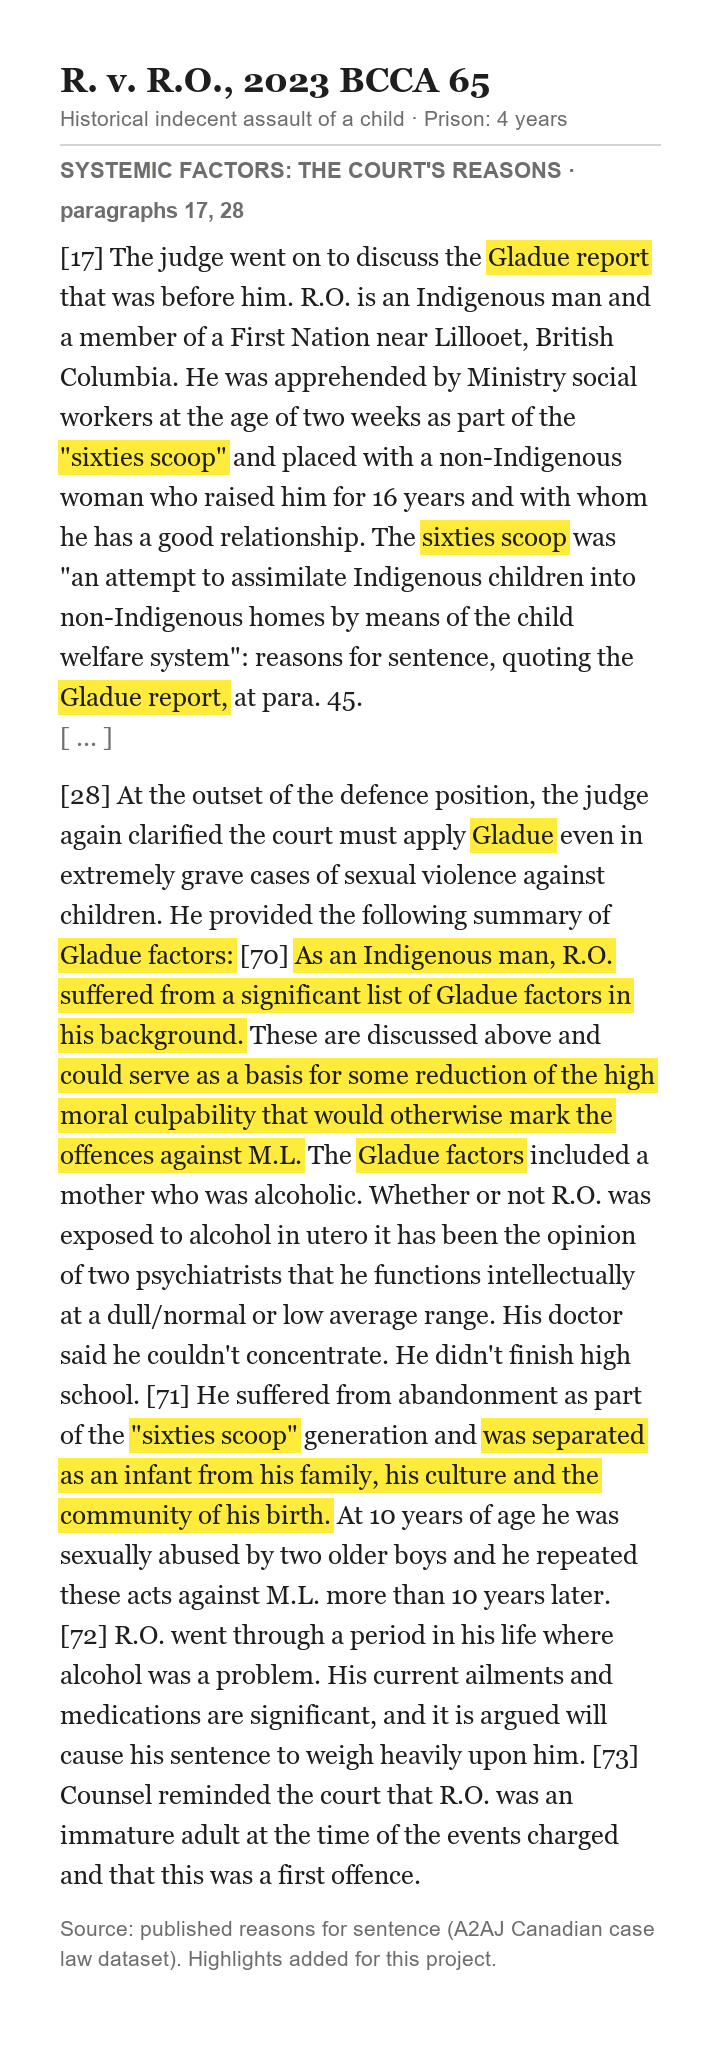 R. v. R.O., 2023 BCCA 65
Historical indecent assault of a child · Prison: 4 years
SYSTEMIC FACTORS: THE COURT'S REASONS ·
paragraphs 17, 28
[17] The judge went on to discuss the Gladue report
that was before him. R.O. is an Indigenous man and
a member of a First Nation near Lillooet, British
Columbia. He was apprehended by Ministry social
workers at the age of two weeks as part of the
"sixties scoop" and placed with a non-Indigenous
woman who raised him for 16 years and with whom
he has a good relationship. The sixties scoop was
"an attempt to assimilate Indigenous children into
non-Indigenous homes by means of the child
welfare system": reasons for sentence, quoting the
Gladue report, at para. 45.
[ ... ]
[28] At the outset of the defence position, the judge
again clarified the court must apply Gladue even in
extremely grave cases of sexual violence against
children. He provided the following summary of
Gladue factors: [70] As an Indigenous man, R.O.
suffered from a significant list of Gladue factors in
his background. These are discussed above and
could serve as a basis for some reduction of the high
moral culpability that would otherwise mark the
offences against M.L. The Gladue factors included a
mother who was alcoholic. Whether or not R.O. was
exposed to alcohol in utero it has been the opinion
of two psychiatrists that he functions intellectually
at a dull/normal or low average range. His doctor
said he couldn't concentrate. He didn't finish high
school. [71] He suffered from abandonment as part
of the "sixties scoop" generation and was separated
as an infant from his family, his culture and the
community of his birth. At 10 years of age he was
sexually abused by two older boys and he repeated
these acts against M.L. more than 10 years later.
[72] R.O. went through a period in his life where
alcohol was a problem. His current ailments and
medications are significant, and it is argued will
cause his sentence to weigh heavily upon him. [73]
Counsel reminded the court that R.O. was an
immature adult at the time of the events charged
and that this was a first offence.
Source: published reasons for sentence (A2AJ Canadian case
law dataset). Highlights added for this project.